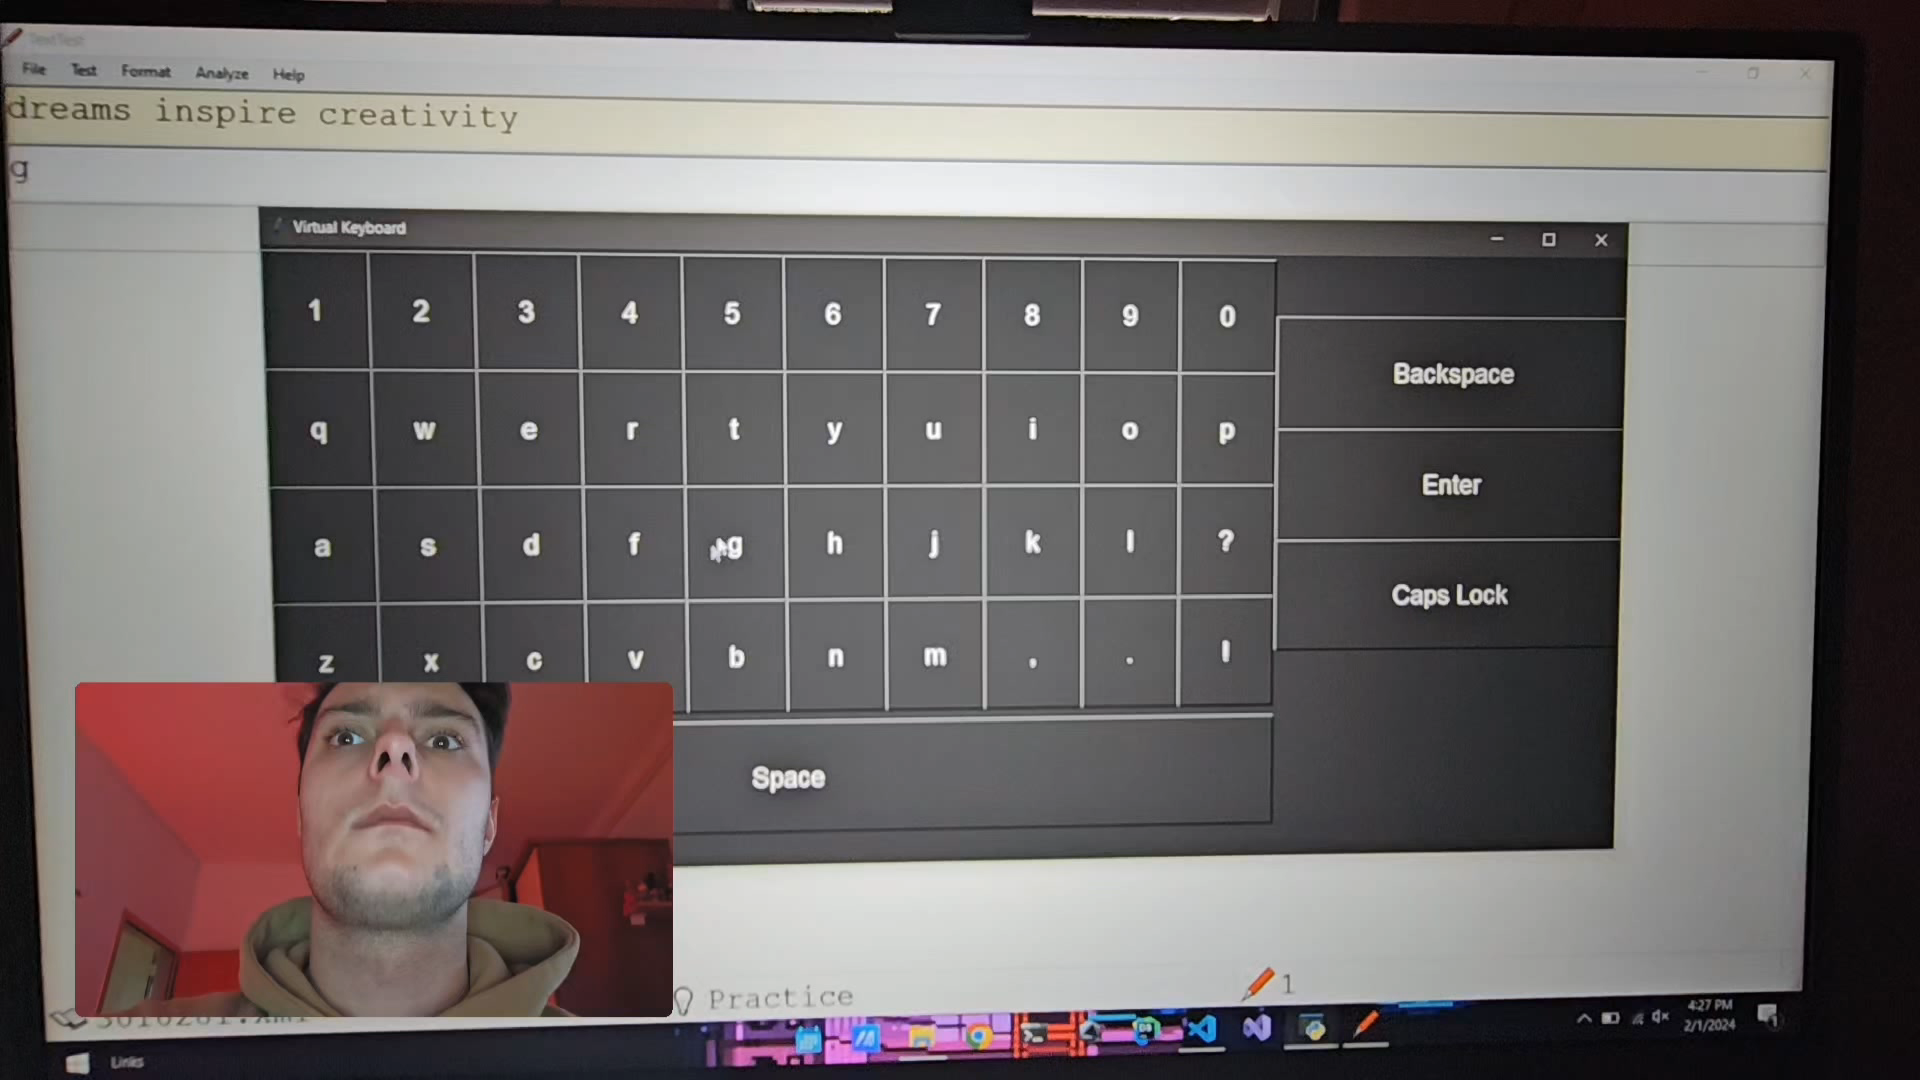 TextTest
File Test Format Analyze Help
dreams inspire creativity
g
Virtual Keyboard
1 2 3 4 5 6 7 8 9 0
Backspace
q w e r t y u i o p
Enter
a s d f g h j k l ?
Caps Lock
z x c v b n m , . !
Space
Practice
1
4:27 PM
2/1/2024
Links